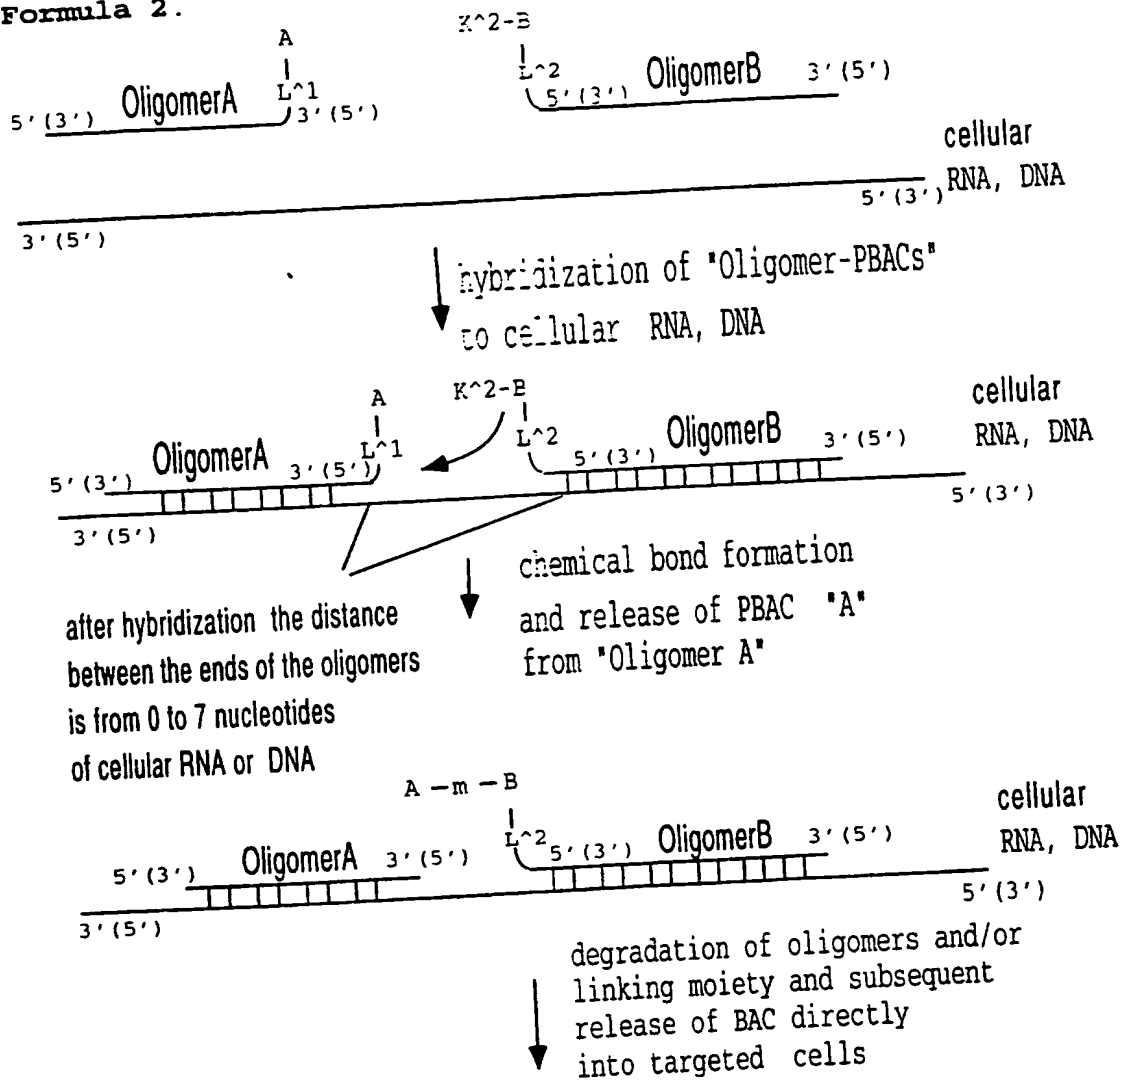 Formula 2.
A
K^2-B
L^1
L^2
OligomerA
OligomerB
5'(3')
3'(5')
5'(3')
3'(5')
cellular
RNA, DNA
3'(5')
5'(3')
hybridization of "Oligomer-PBACs"
to cellular RNA, DNA
A
K^2-B
L^1
L^2
OligomerA
OligomerB
5'(3')
3'(5')
5'(3')
3'(5')
cellular
RNA, DNA
3'(5')
5'(3')
after hybridization the distance
between the ends of the oligomers
is from 0 to 7 nucleotides
of cellular RNA or DNA
chemical bond formation
and release of PBAC "A"
from "Oligomer A"
A - m - B
L^2
OligomerA
OligomerB
5'(3')
3'(5')
5'(3')
3'(5')
cellular
RNA, DNA
3'(5')
5'(3')
degradation of oligomers and/or
linking moiety and subsequent
release of BAC directly
into targeted cells